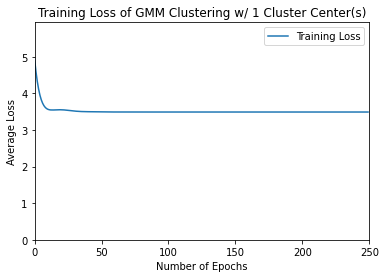 Training Loss of GMM Clustering w/ 1 Cluster Center(s)
Training Loss
Average Loss
5
4
3
2
1
0
0 50 100 150 200 250
Number of Epochs